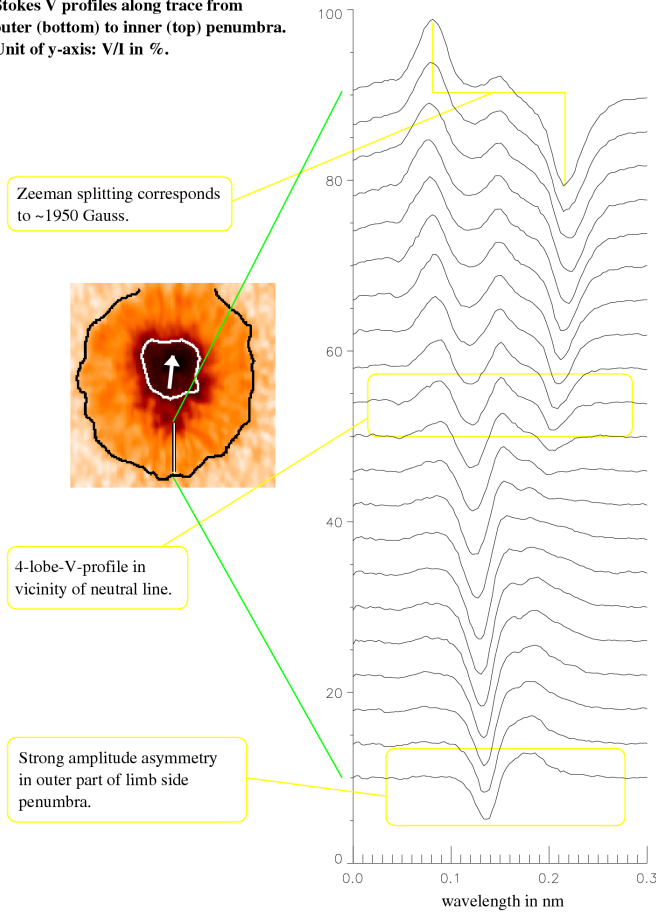 Stokes V profiles along trace from
outer (bottom) to inner (top) penumbra.
Unit of y-axis: V/I in %.
100
Zeeman splitting corresponds
to ~1950 Gauss.
80
60
40
4-lobe-V-profile in
vicinity of neutral line.
20
Strong amplitude asymmetry
in outer part of limb side
penumbra.
0
0.0 0.1 0.2 0.3
wavelength in nm